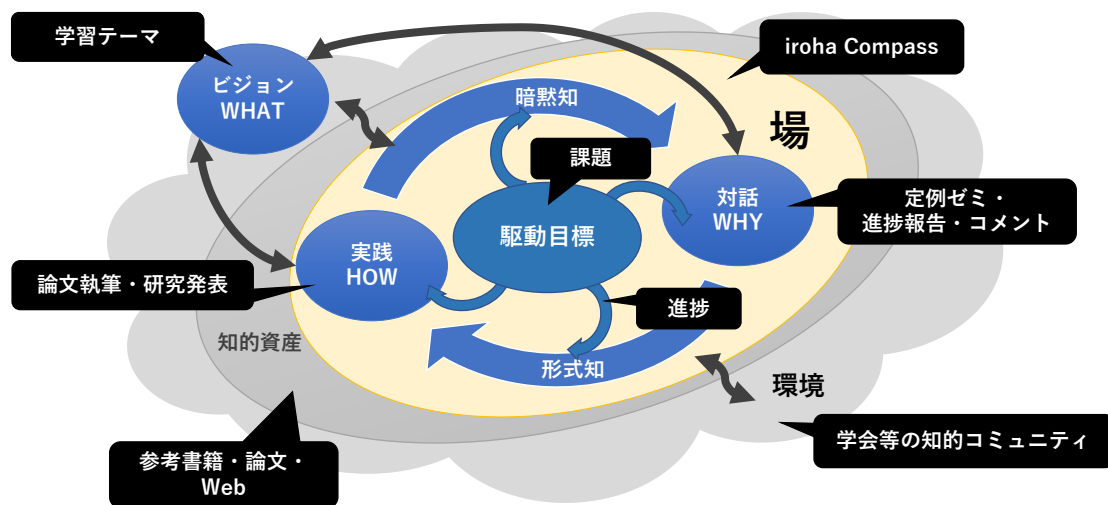 学習テーマ
iroha Compass
ビジョン
WHAT
暗黙知
場
課題
対話
WHY
定例ゼミ・
進捗報告・コメント
駆動目標
実践
HOW
論文執筆・研究発表
進捗
知的資産
形式知
環境
学会等の知的コミュニティ
参考書籍・論文・
Web